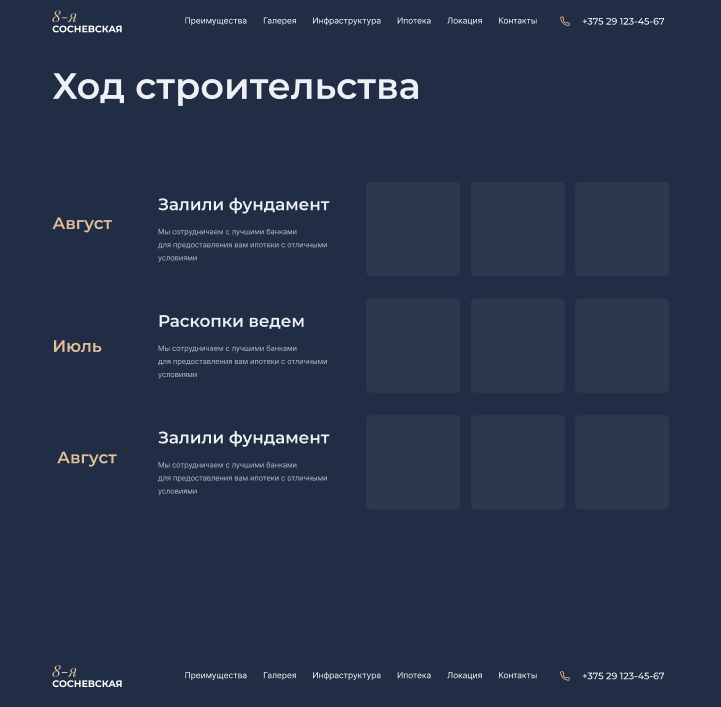 8-я
СОСНЕВСКАЯ
Преимущества Галерея Инфраструктура Ипотека Локация Контакты +375 29 123-45-67
Ход строительства
Август
Залили фундамент
Мы сотрудничаем с лучшими банками
для предоставления вам ипотеки с отличными
условиями
Июль
Раскопки ведем
Мы сотрудничаем с лучшими банками
для предоставления вам ипотеки с отличными
условиями
Август
Залили фундамент
Мы сотрудничаем с лучшими банками
для предоставления вам ипотеки с отличными
условиями
8-я
СОСНЕВСКАЯ
Преимущества Галерея Инфраструктура Ипотека Локация Контакты +375 29 123-45-67